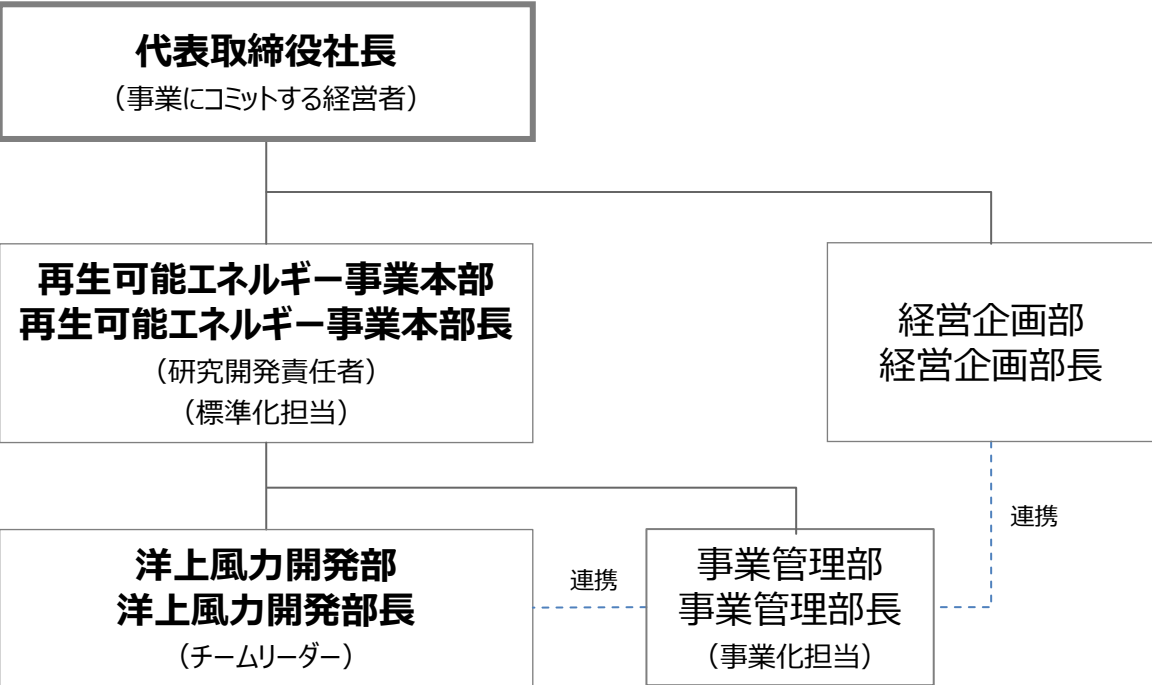 代表取締役社長
（事業にコミットする経営者）
再生可能エネルギー事業本部
再生可能エネルギー事業本部長
（研究開発責任者）
（標準化担当）
経営企画部
経営企画部長
連携
洋上風力開発部
洋上風力開発部長
（チームリーダー）
連携
事業管理部
事業管理部長
（事業化担当）